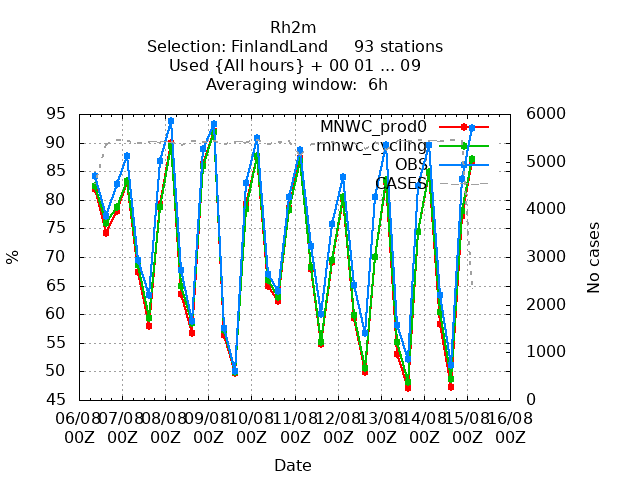 Rh2m
Selection: FinlandLand 93 stations
Used {All hours} + 00 01 ... 09
Averaging window: 6h
95
90
85
80
75
70
65
60
55
50
45
%
6000
5000
4000
3000
2000
1000
0
No cases
MNWC_prod0
mnwc_cycling
OBS
CASES
06/08 07/08 08/08 09/08 10/08 11/08 12/08 13/08 14/08 15/08 16/08
00Z 00Z 00Z 00Z 00Z 00Z 00Z 00Z 00Z 00Z 00Z
Date